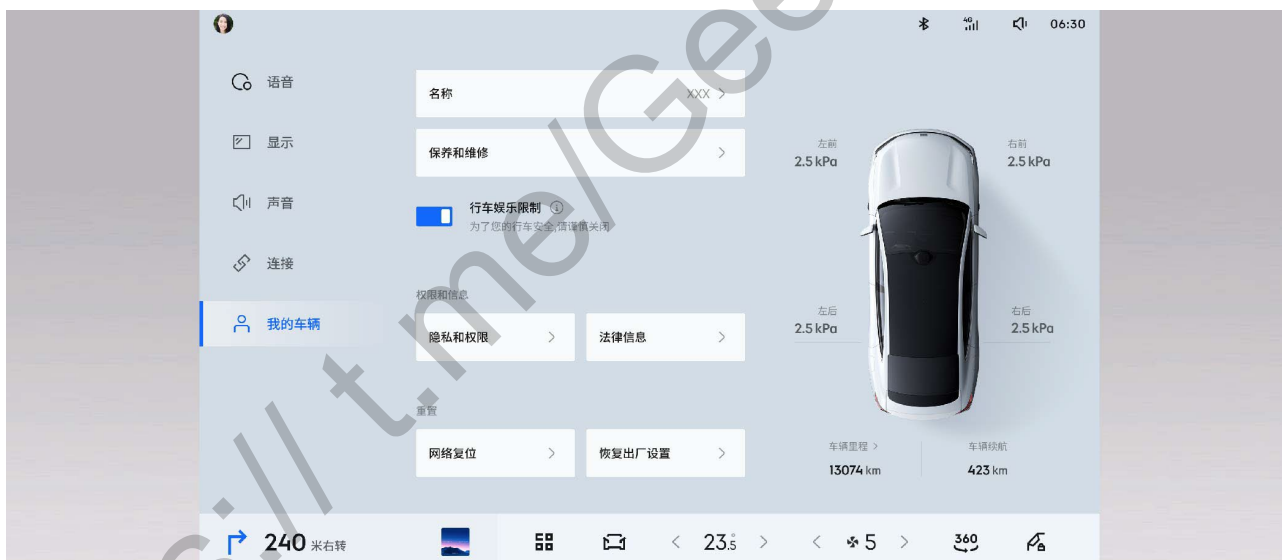 4G
06:30
语音
显示
声音
连接
我的车辆
名称
XXX
保养和维修
行车娱乐限制
为了您的行车安全,请谨慎关闭
权限和信息
隐私和权限
法律信息
重置
网络复位
恢复出厂设置
左前
2.5 kPa
右前
2.5 kPa
左后
2.5 kPa
右后
2.5 kPa
车辆里程
13074 km
车辆续航
423 km
240 米右转
23.5
5
360
s://t.me/Gee